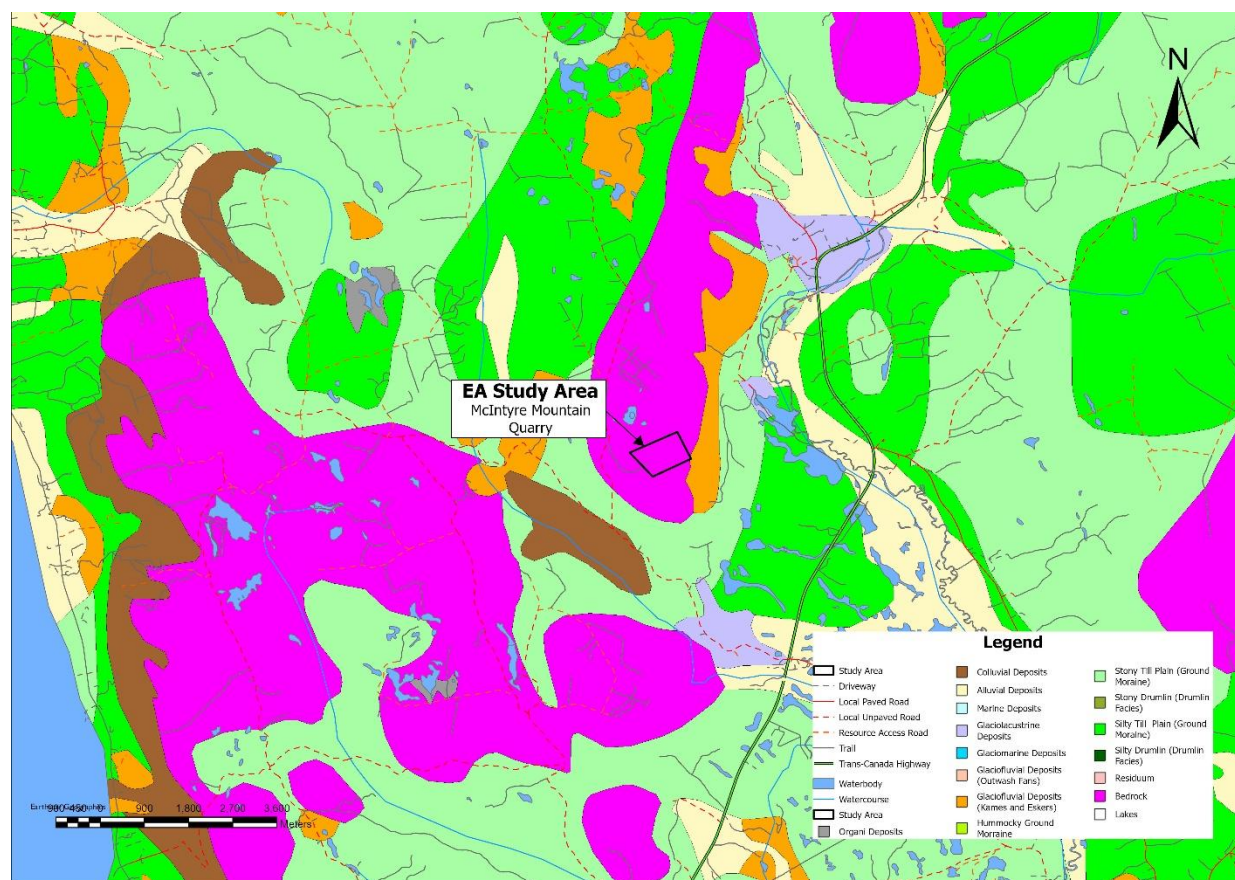 N
EA Study Area
McIntyre Mountain
Quarry
Legend
Study Area
Driveway
Local Paved Road
Local Unpaved Road
Resource Access Road
Trail
Trans-Canada Highway
Waterbody
Watercourse
Study Area
Organi Deposits
Colluvial Deposits
Alluvial Deposits
Marine Deposits
Glaciolacustrine
Deposits
Glaciomarine Deposits
Glaciofluvial Deposits
(Outwash Fans)
Glaciofluvial Deposits
(Kames and Eskers)
Hummocky Ground
Morraine
Stony Till Plain (Ground
Moraine)
Stony Drumlin (Drumlin
Facies)
Silty Till Plain (Ground
Moraine)
Silty Drumlin (Drumlin
Facies)
Residuum
Bedrock
Lakes
900 450 0 900 1,800 2,700 3,600
Meters